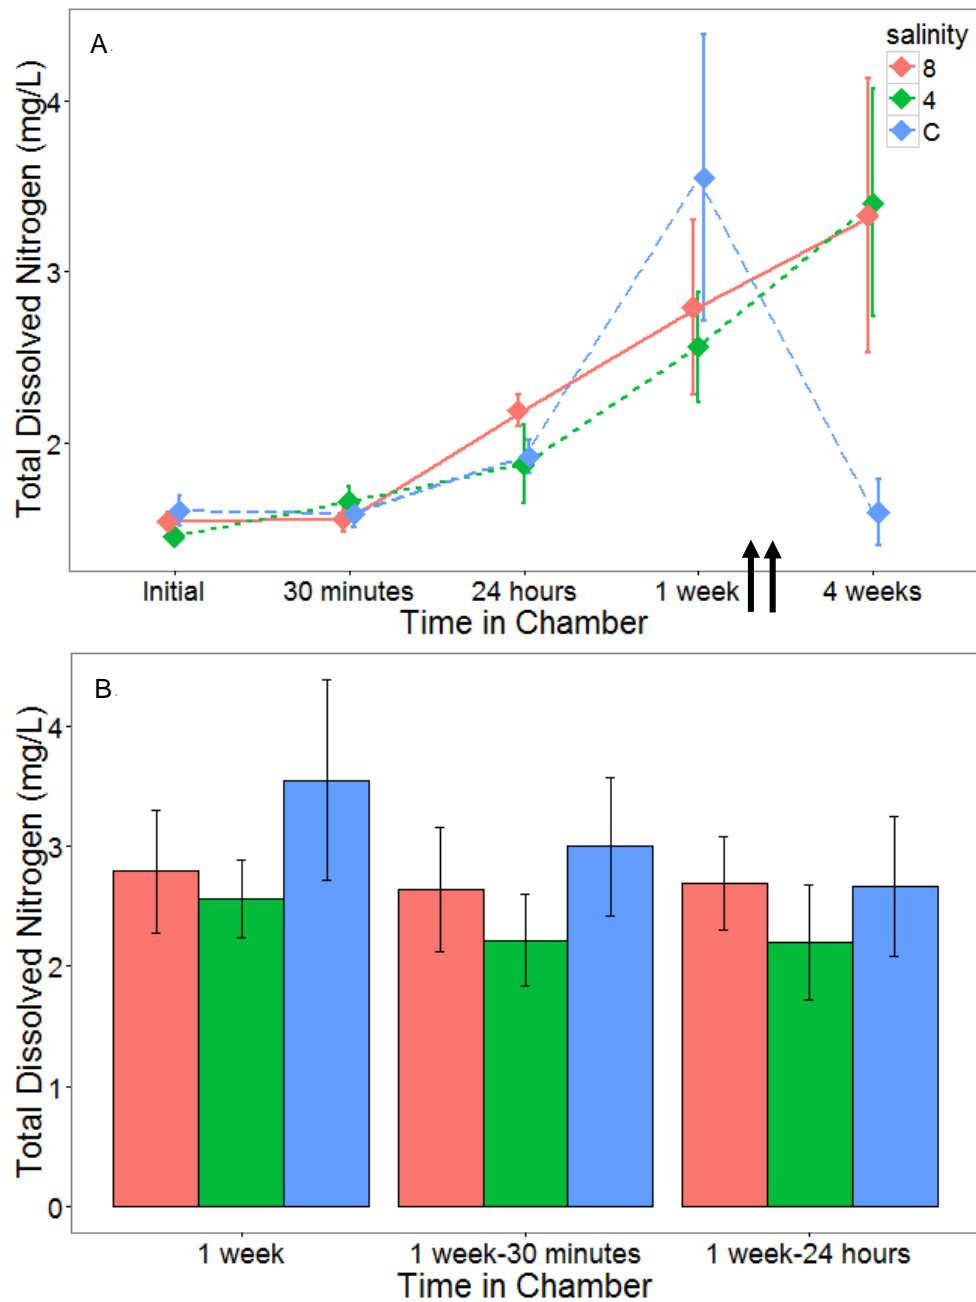 A
salinity
8
4
C
Total Dissolved Nitrogen (mg/L)
4
3
2
Initial 30 minutes 24 hours 1 week 4 weeks
Time in Chamber
B
Total Dissolved Nitrogen (mg/L)
4
3
2
1
0
1 week 1 week-30 minutes 1 week-24 hours
Time in Chamber